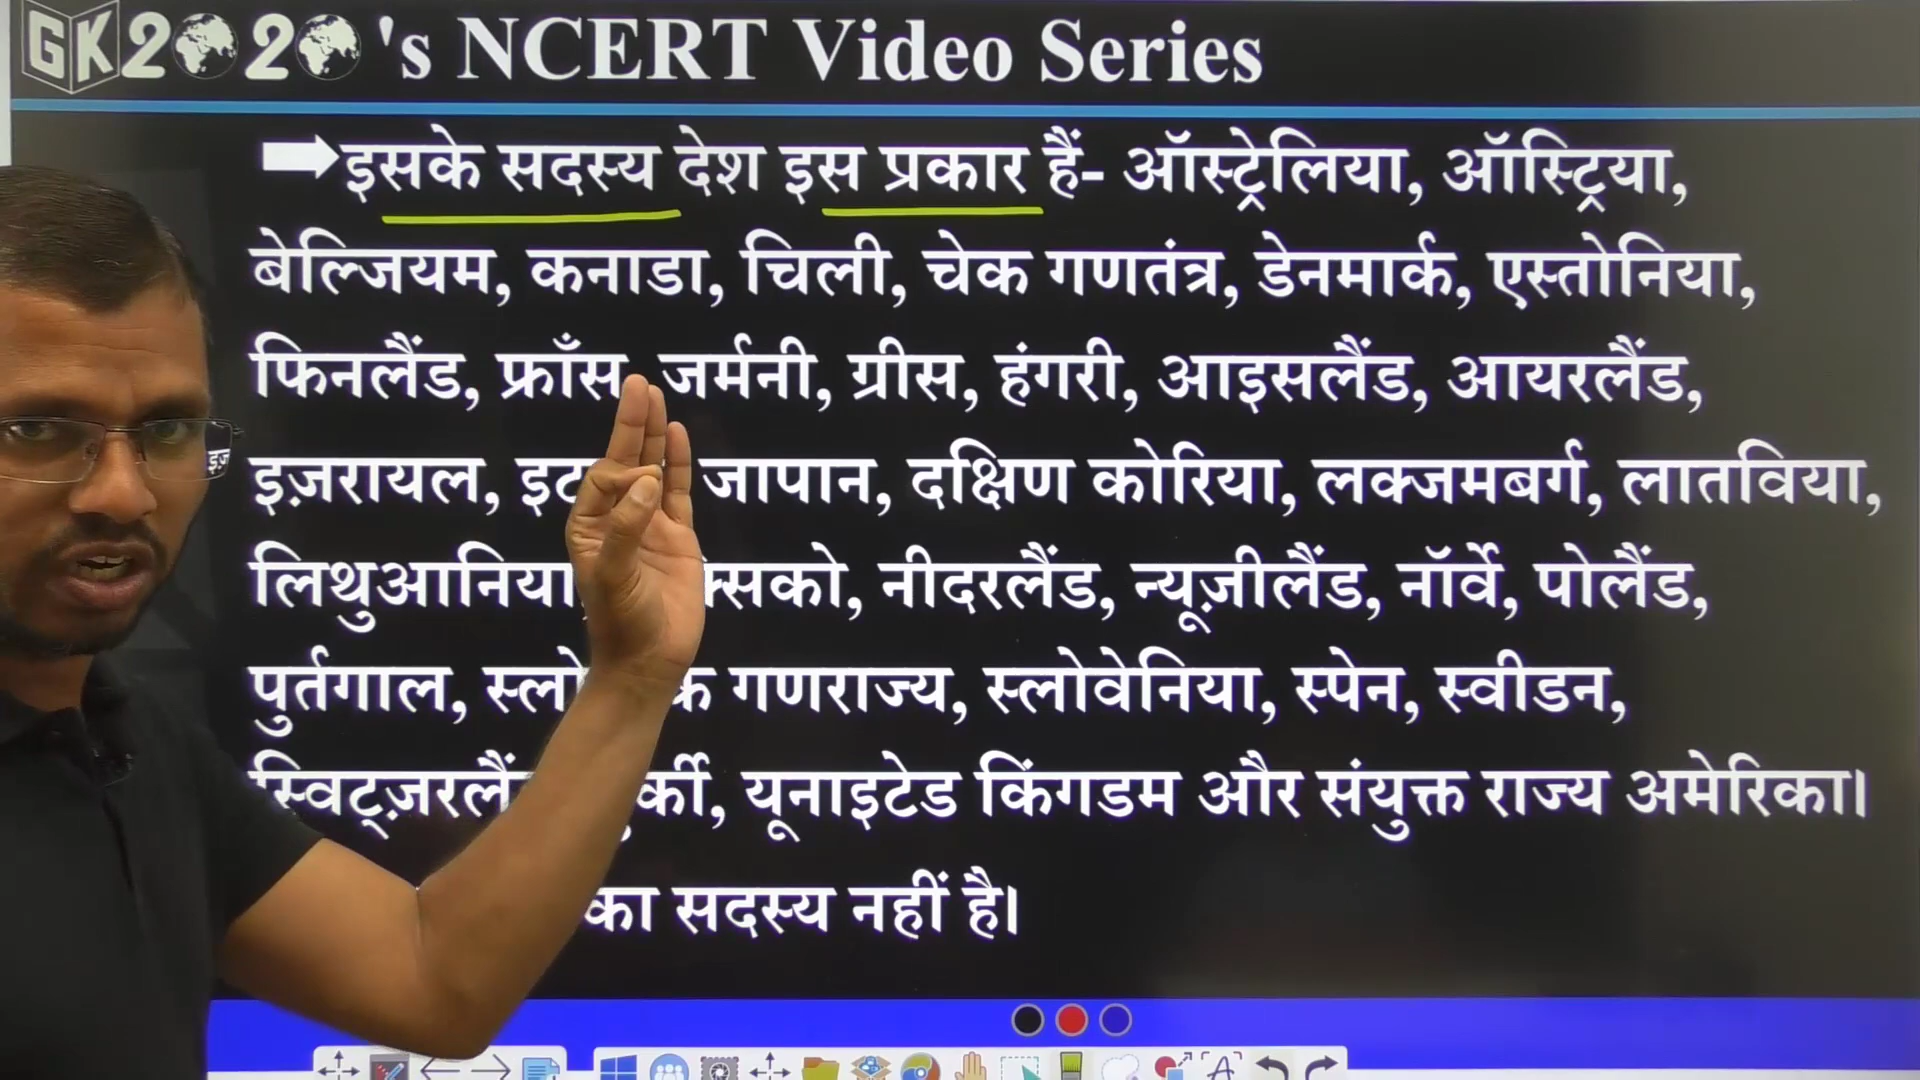 GK2020's NCERT Video Series
इसके सदस्य देश इस प्रकार हैं- ऑस्ट्रेलिया, ऑस्ट्रिया,
बेल्जियम, कनाडा, चिली, चेक गणतंत्र, डेनमार्क, एस्तोनिया,
फिनलैंड, फ्राँस, जर्मनी, ग्रीस, हंगरी, आइसलैंड, आयरलैंड,
इज़रायल, जापान, दक्षिण कोरिया, लक्जमबर्ग, लातविया,
लिथुआनिया, नीदरलैंड, न्यूज़ीलैंड, नॉर्वे, पोलैंड,
पुर्तगाल, गणराज्य, स्लोवेनिया, स्पेन, स्वीडन,
यूनाइटेड किंगडम और संयुक्त राज्य अमेरिका।
का सदस्य नहीं है।